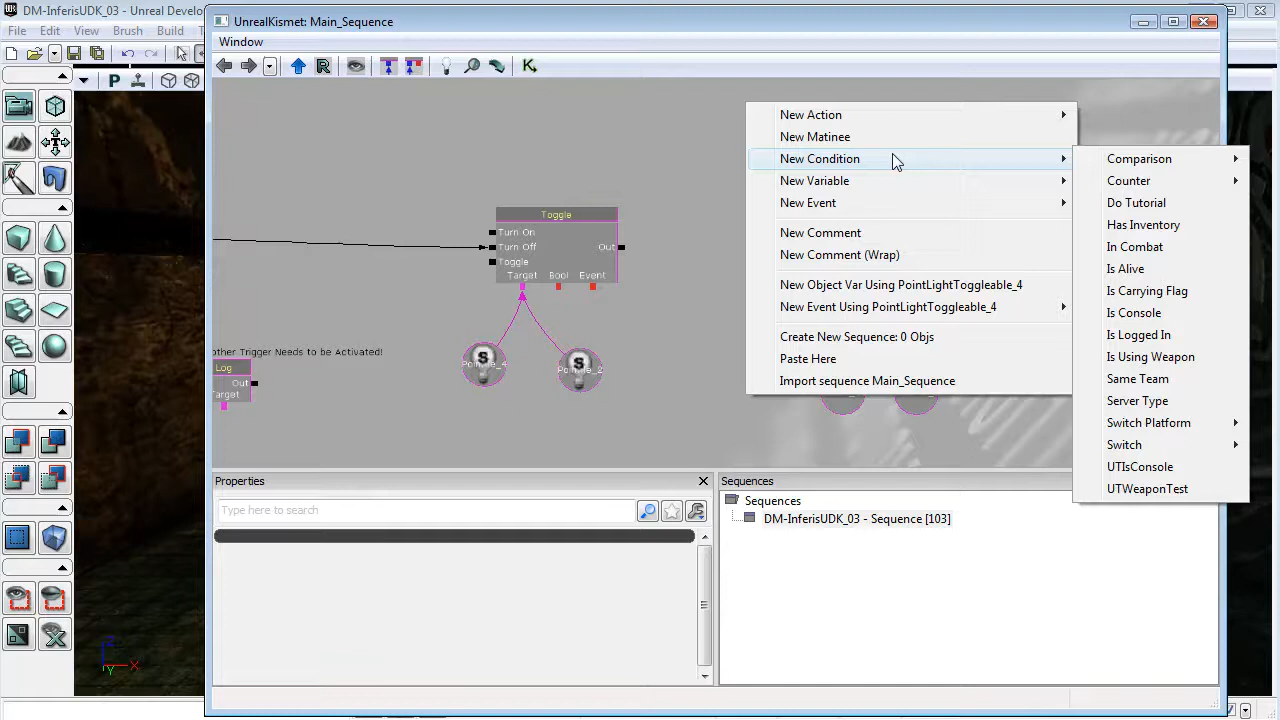 DM-InferisUDK_03 - Unreal Develo
UnrealKismet: Main_Sequence
File Edit View Brush Build
Window
Toggle
Turn On
Turn Off Out
Toggle
Target Bool Event
other Trigger Needs to be Activated!
Log
Out
Target
New Action
New Matinee
New Condition
New Variable
New Event
New Comment
New Comment (Wrap)
New Object Var Using PointLightToggleable_4
New Event Using PointLightToggleable_4
Create New Sequence: 0 Objs
Paste Here
Import sequence Main_Sequence
Comparison
Counter
Do Tutorial
Has Inventory
In Combat
Is Alive
Is Carrying Flag
Is Console
Is Logged In
Is Using Weap
Same Team
Server Type
Switch Platform
Switch
UTIsConsole
UTWeaponTest
Properties
Type here to search
Sequences
Sequences
DM-InferisUDK_03 - Sequence [103]